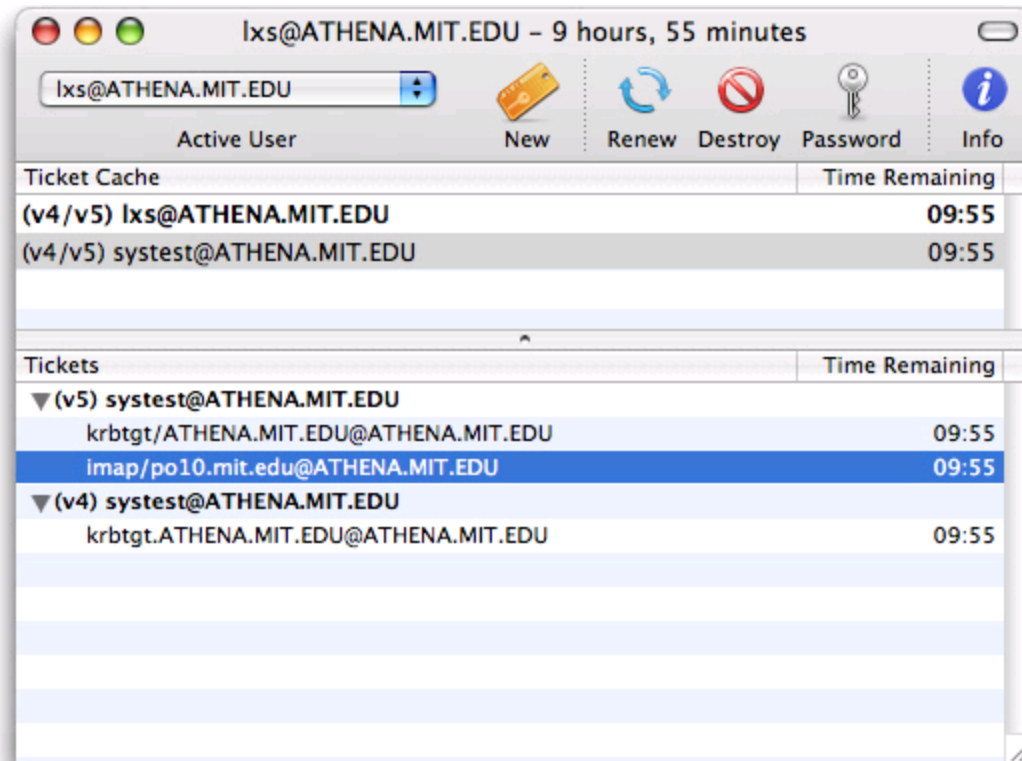 lxs@ATHENA.MIT.EDU – 9 hours, 55 minutes
lxs@ATHENA.MIT.EDU
Active User New Renew Destroy Password Info
Ticket Cache Time Remaining
(v4/v5) lxs@ATHENA.MIT.EDU 09:55
(v4/v5) systest@ATHENA.MIT.EDU 09:55
Tickets Time Remaining
(v5) systest@ATHENA.MIT.EDU
krbtgt/ATHENA.MIT.EDU@ATHENA.MIT.EDU 09:55
imap/po10.mit.edu@ATHENA.MIT.EDU 09:55
(v4) systest@ATHENA.MIT.EDU
krbtgt.ATHENA.MIT.EDU@ATHENA.MIT.EDU 09:55